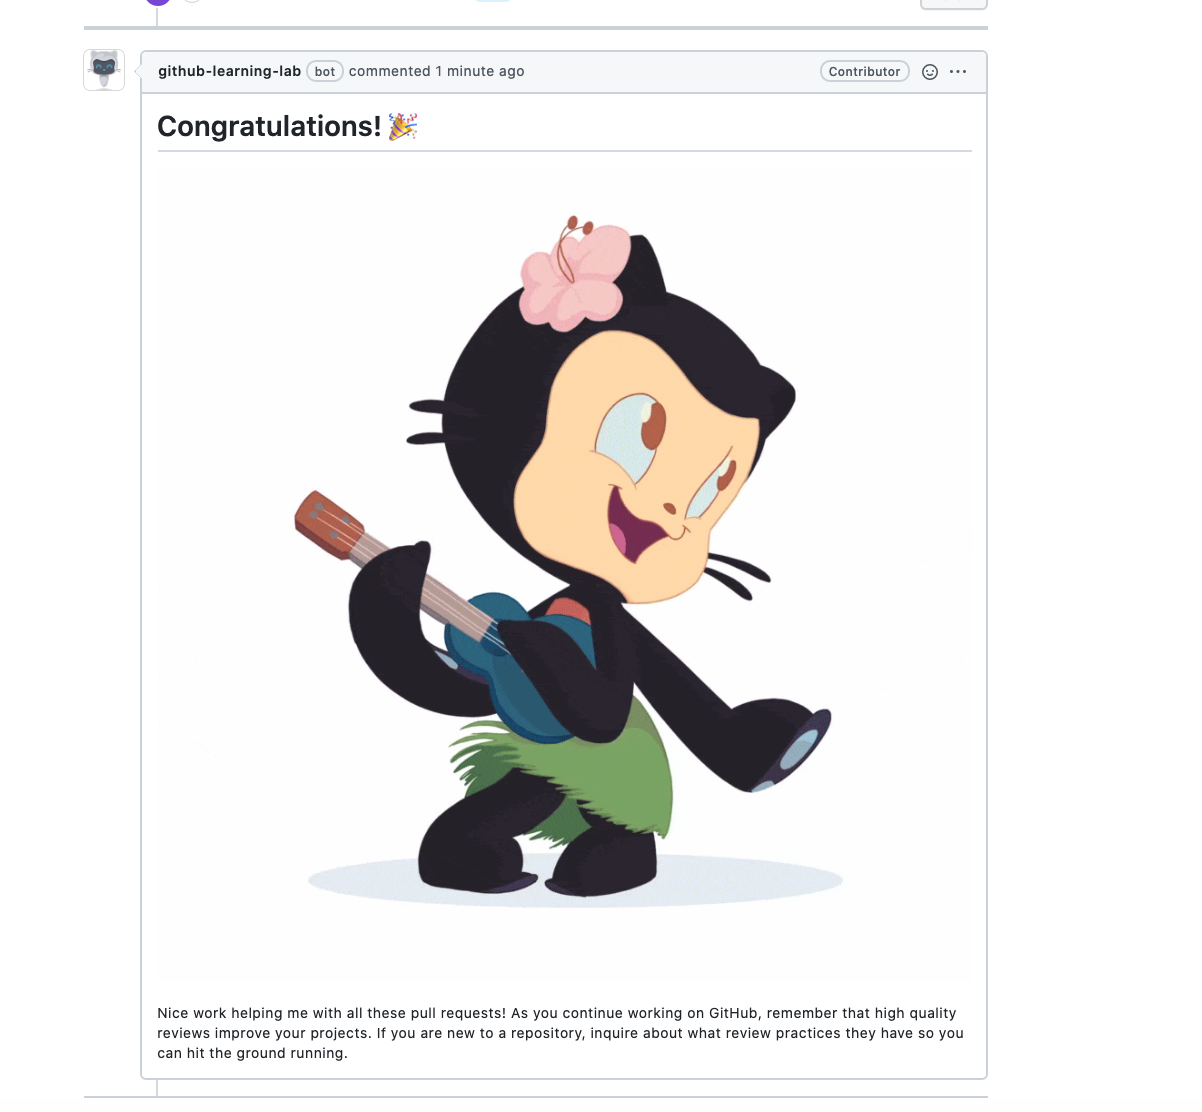 github-learning-lab bot commented 1 minute ago Contributor
Congratulations! 🎉
Nice work helping me with all these pull requests! As you continue working on GitHub, remember that high quality
reviews improve your projects. If you are new to a repository, inquire about what review practices they have so you
can hit the ground running.